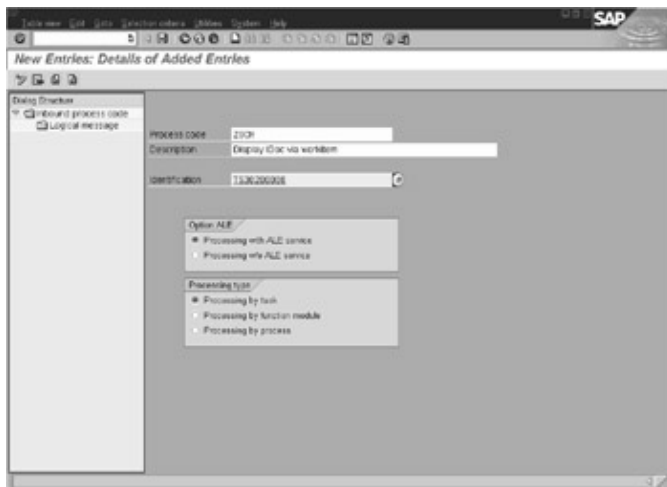 Table view Edit Goto Selection criteria Utilities System Help
SAP
New Entries: Details of Added Entries
Dialog Structure
Inbound process code
Logical message
Process code
Description Display IDoc via workitem
Identification
Option ALE
Processing with ALE service
Processing w/o ALE service
Processing type
Processing by task
Processing by function module
Processing by process